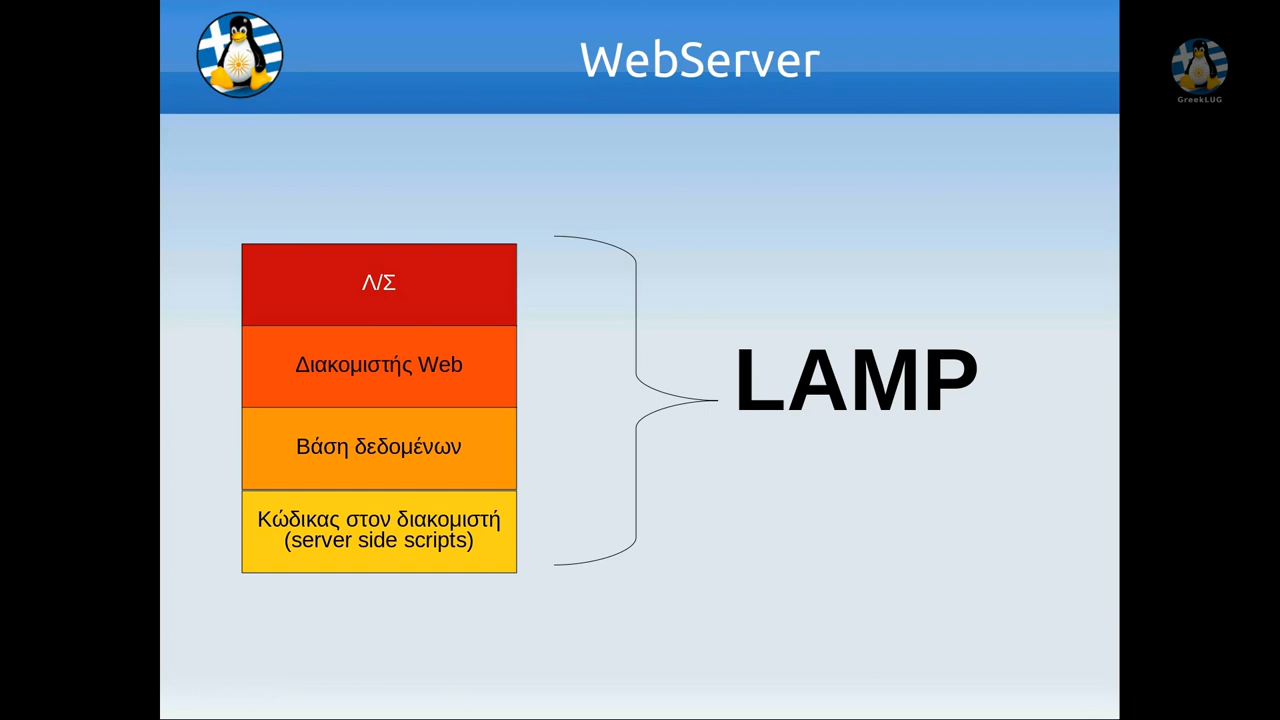 WebServer
GreekLUG
Λ/Σ
Διακομιστής Web
Βάση δεδομένων
Κώδικας στον διακομιστή
(server side scripts)
LAMP